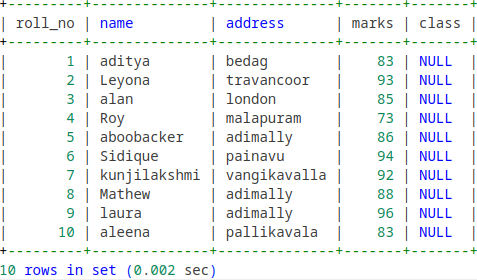 +---------+--------------+--------------+-------+-------+
| roll_no | name         | address      | marks | class |
+---------+--------------+--------------+-------+-------+
|       1 | aditya       | bedag        |    83 | NULL  |
|       2 | Leyona       | travancoor   |    93 | NULL  |
|       3 | alan         | london       |    85 | NULL  |
|       4 | Roy          | malapuram    |    73 | NULL  |
|       5 | aboobacker   | adimally     |    86 | NULL  |
|       6 | Sidique      | painavu      |    94 | NULL  |
|       7 | kunjilakshmi | vangikavalla |    92 | NULL  |
|       8 | Mathew       | adimally     |    88 | NULL  |
|       9 | laura        | adimally     |    96 | NULL  |
|      10 | aleena       | pallikavala  |    83 | NULL  |
+---------+--------------+--------------+-------+-------+
10 rows in set (0.002 sec)